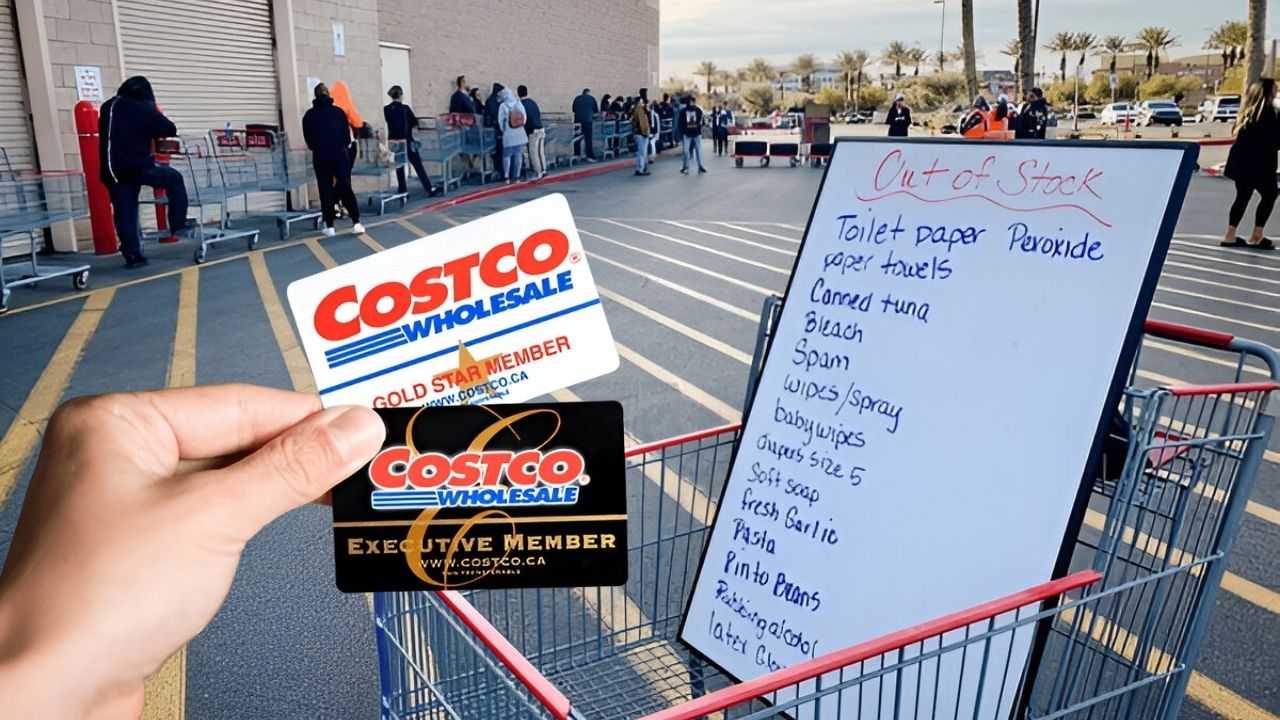 COSTCO
WHOLESALE
GOLD STAR MEMBER
WWW.COSTCO.CA
COSTCO
WHOLESALE
EXECUTIVE MEMBER
WWW.COSTCO.CA
Out of Stock
Toilet paper Peroxide
paper towels
Canned tuna
Bleach
Spam
wipes/spray
baby wipes
size 5
Soft soap
fresh Garlic
Pasta
Pinto Beans
Rubbing alcohol
later